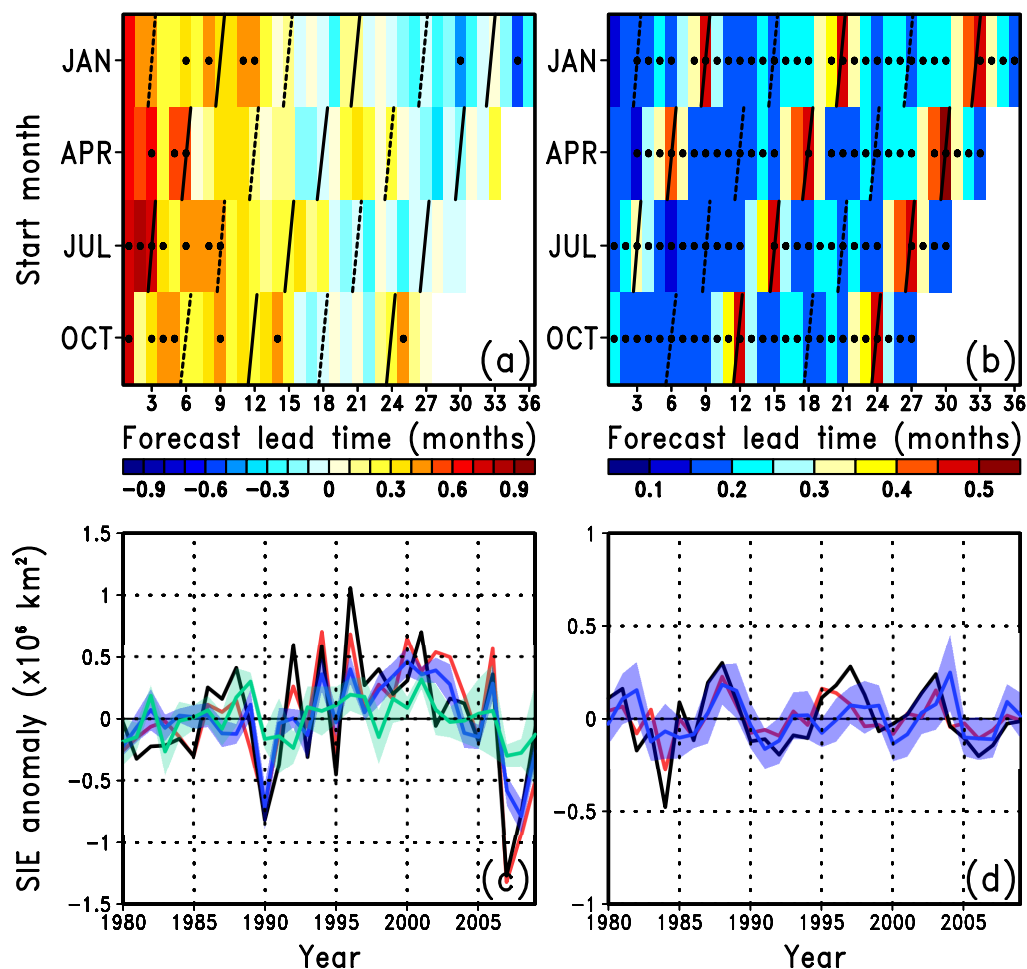 JAN
APR
JUL
OCT
Start month
(a)
3 6 9 12 15 18 21 24 27 30 33 36
Forecast lead time (months)
−0.9 −0.6 −0.3 0 0.3 0.6 0.9
JAN
APR
JUL
OCT
(b)
3 6 9 12 15 18 21 24 27 30 33 36
Forecast lead time (months)
0.1 0.2 0.3 0.4 0.5
SIE anomaly (x10⁶ km²)
1.5
1
0.5
0
−0.5
−1
−1.5
(c)
1980 1985 1990 1995 2000 2005
Year
1
0.5
0
−0.5
−1
(d)
1980 1985 1990 1995 2000 2005
Year